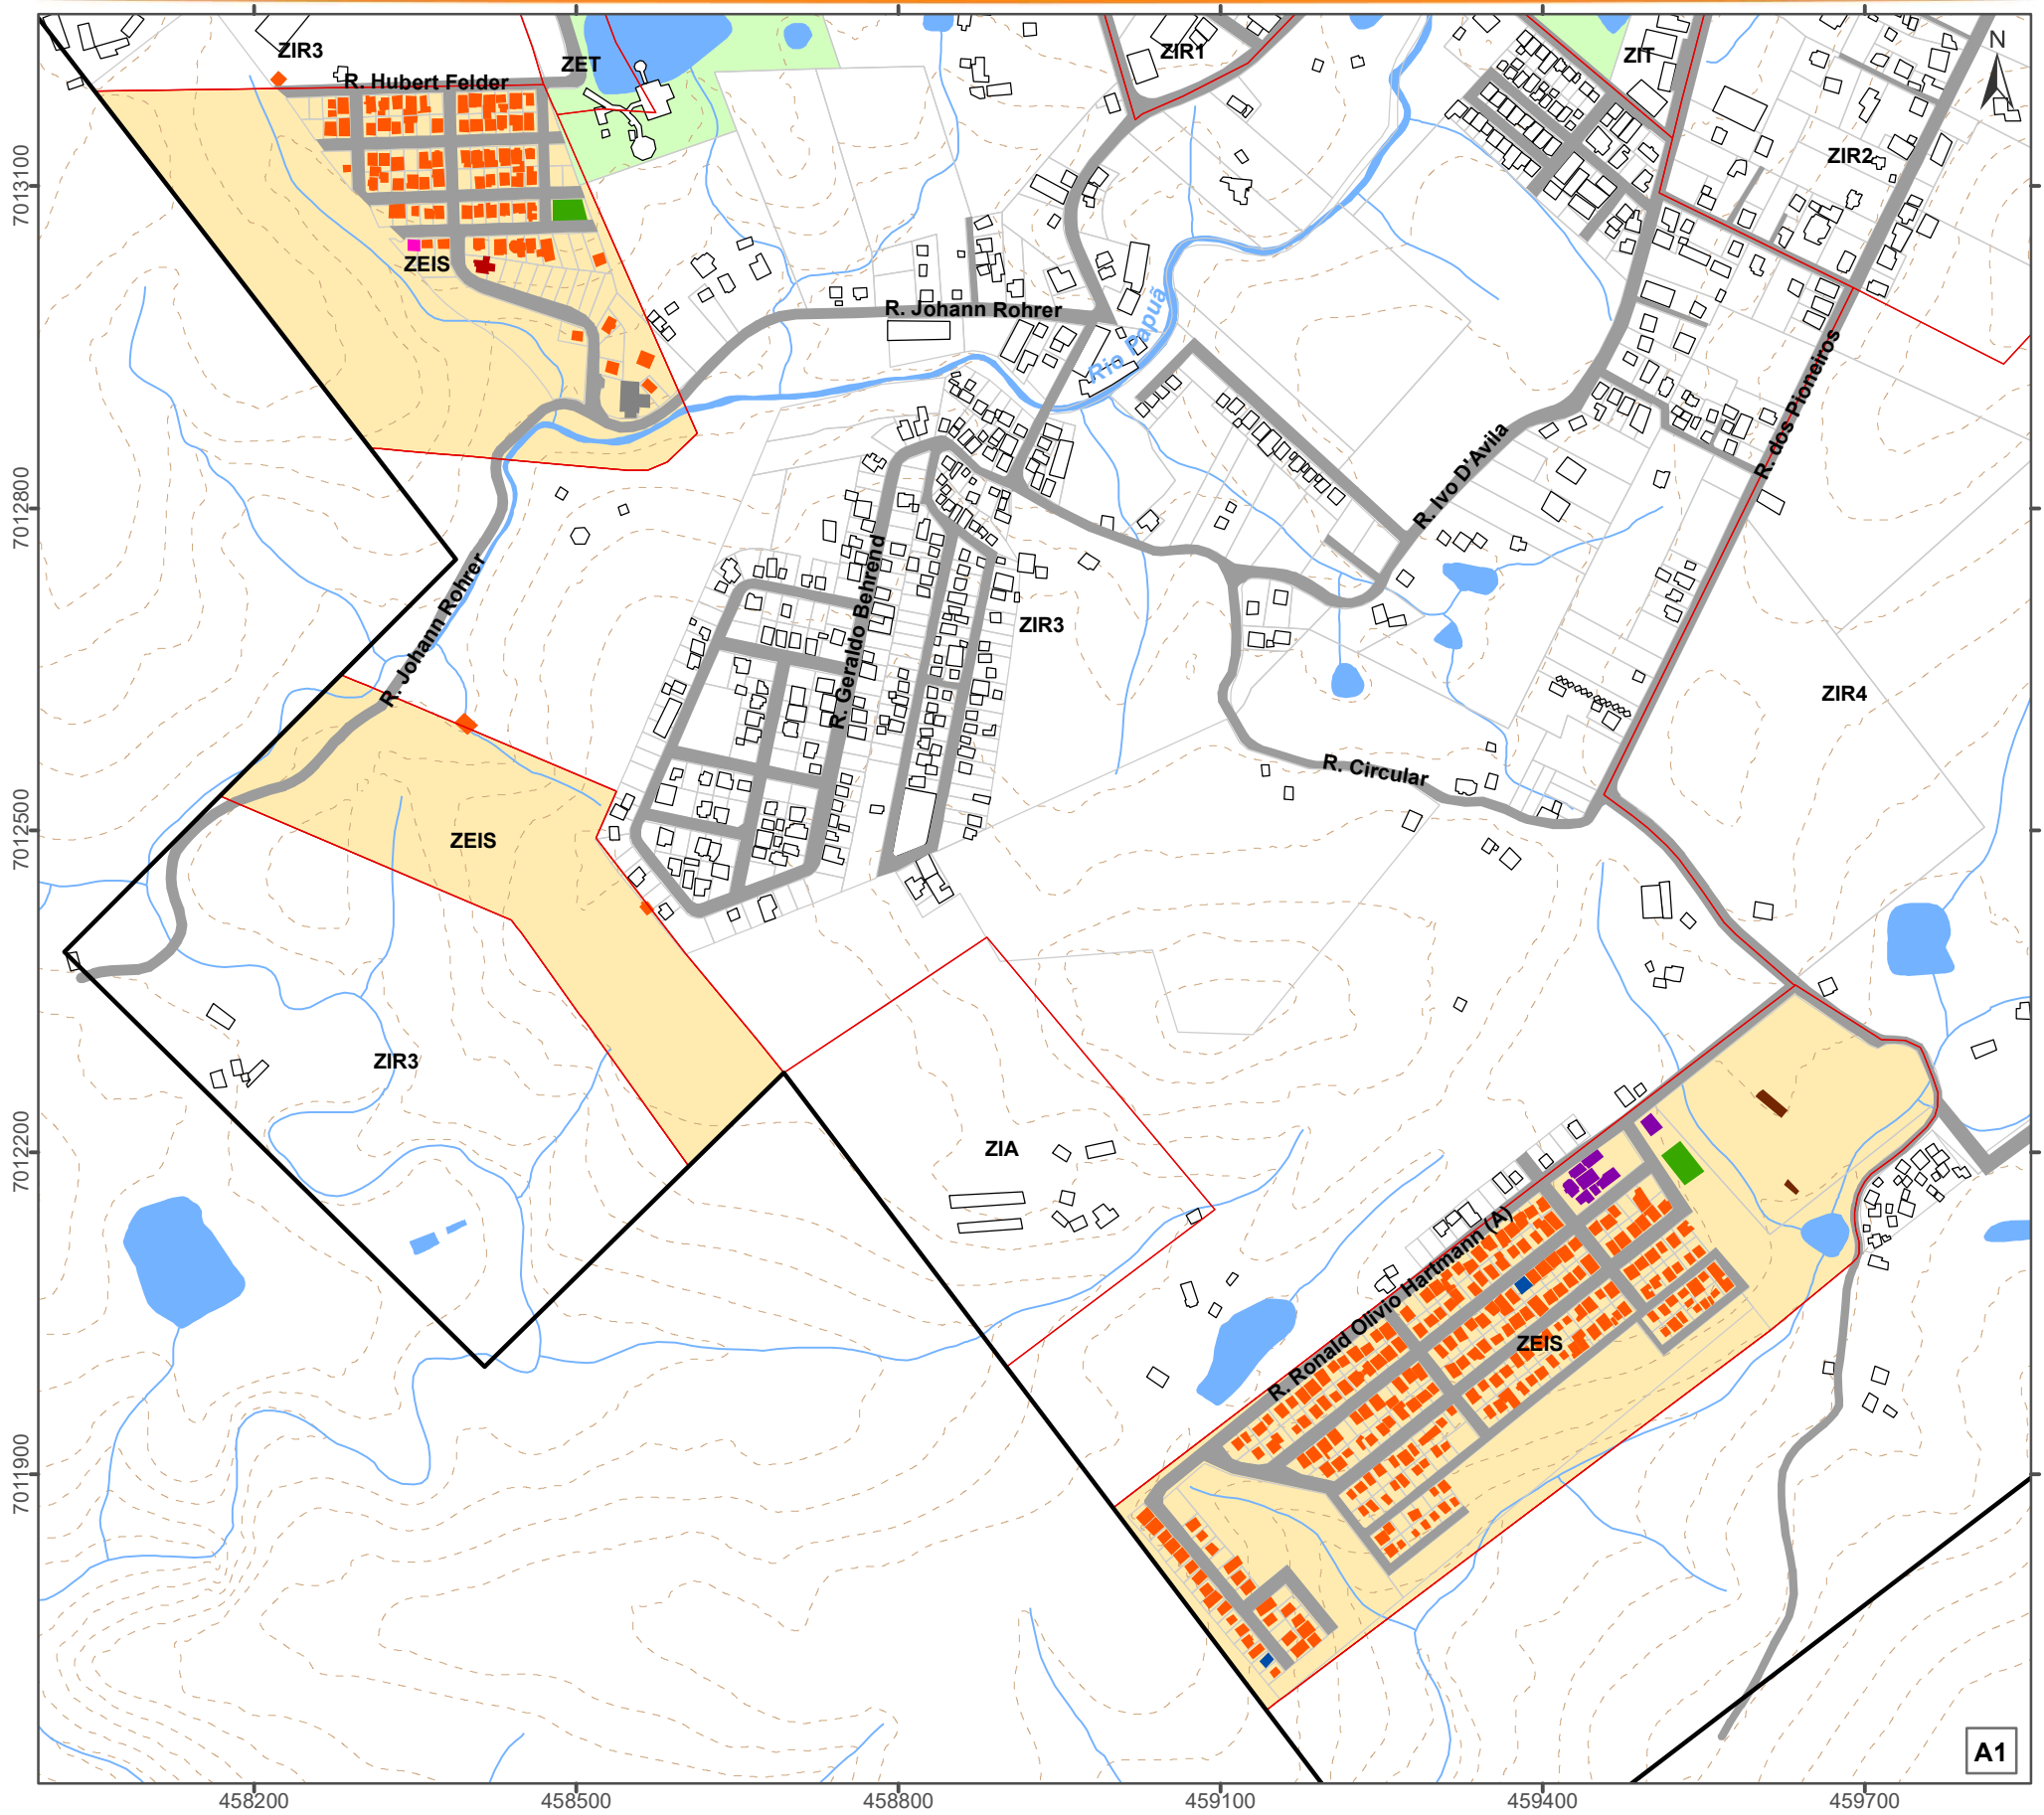 ZIR3
ZET
ZIR1
ZIT
N
R. Hubert Felder
ZIR2
7013100
ZEIS
R. Johann Rohrer
Rio Papuã
R. dos Pioneiros
R. Ivo D'Avila
7012800
R. Geraldo Behrend
R. Johann Rohrer
ZIR3
ZIR4
R. Circular
7012500
ZEIS
ZIR3
ZIA
7012200
R. Ronald Olivio Hartmann (A)
ZEIS
7011900
A1
458200
458500
458800
459100
459400
459700